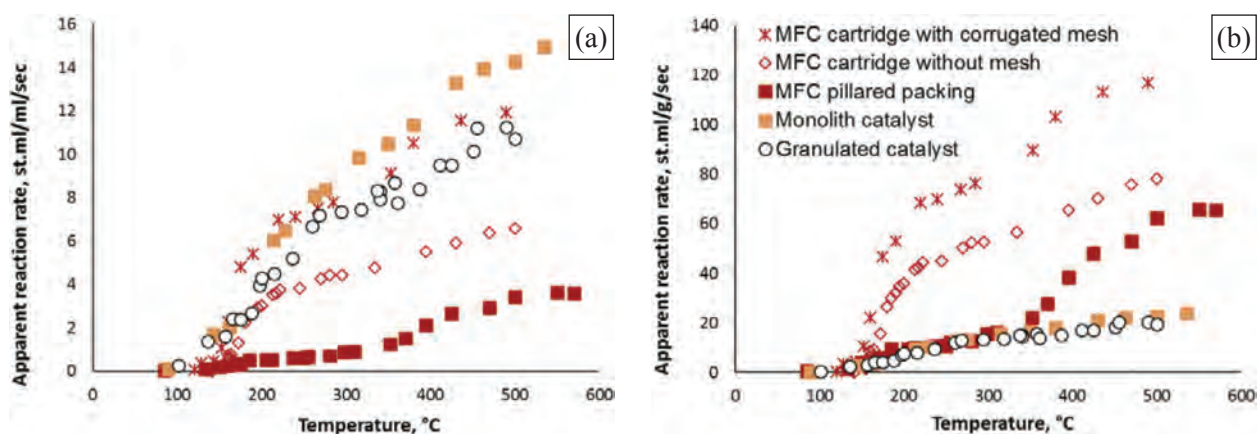 (a)
Apparent reaction rate, st.ml/ml/sec
16
14
12
10
8
6
4
2
0
0
100
200
300
400
500
600
Temperature, °C
(b)
Apparent reaction rate, st.ml/g/sec
140
120
100
80
60
40
20
0
MFC cartridge with corrugated mesh
MFC cartridge without mesh
MFC pillared packing
Monolith catalyst
Granulated catalyst
0
100
200
300
400
500
600
Temperature, °C